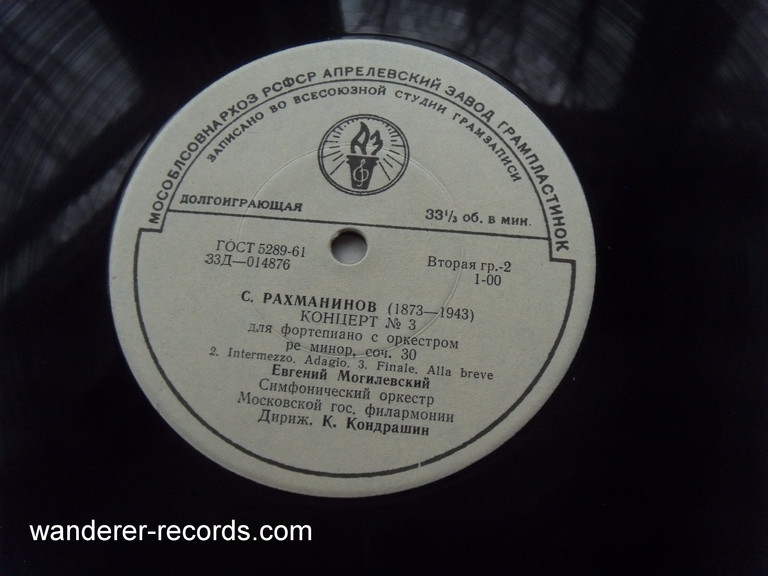 МОСОБЛСОВНАРХОЗ РСФСР АПРЕЛЕВСКИЙ ЗАВОД ГРАМПЛАСТИНОК
ЗАПИСАНО ВО ВСЕСОЮЗНОЙ СТУДИИ ГРАМЗАПИСИ
АЗ
ДОЛГОИГРАЮЩАЯ 33⅓ об. в мин.
ГОСТ 5289-61 Вторая гр.-2
33Д—014876 1-00
С. РАХМАНИНОВ (1873—1943)
КОНЦЕРТ № 3
для фортепиано с оркестром
ре минор, соч. 30
2. Intermezzo. Adagio. 3. Finale. Alla breve
Евгений Могилевский
Симфонический оркестр
Московской гос. филармонии
Дириж. К. Кондрашин
wanderer-records.com